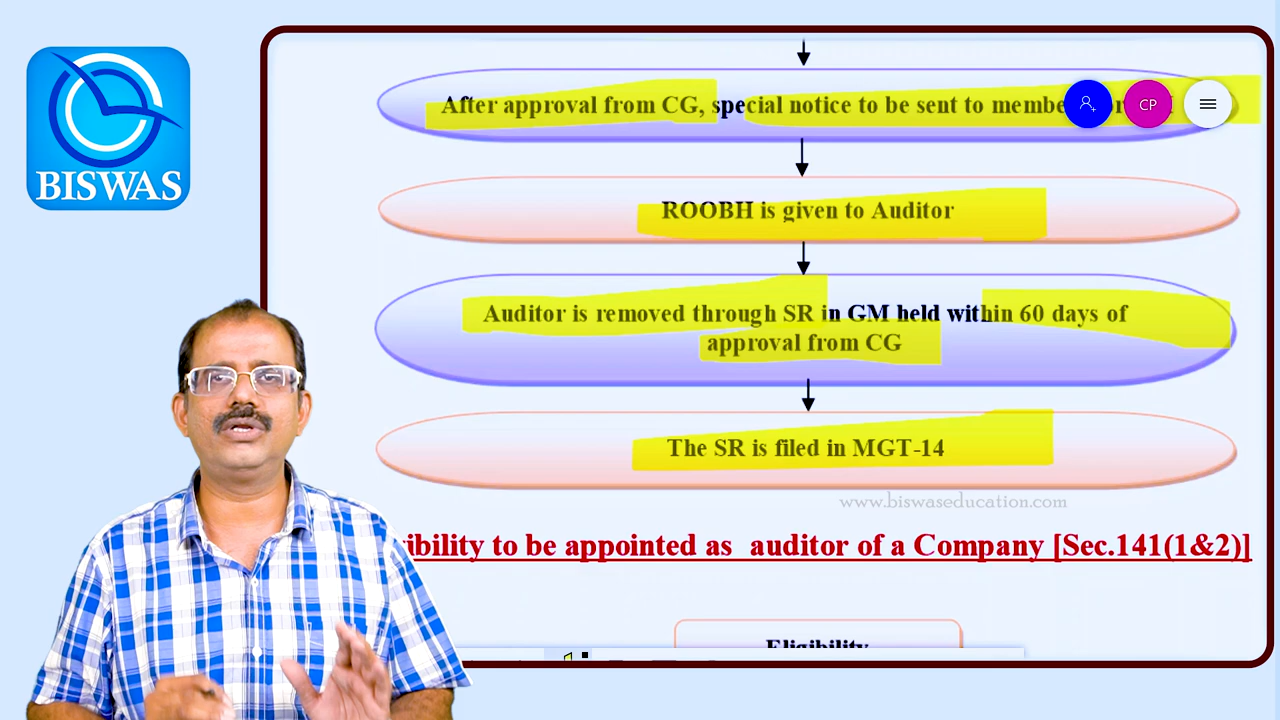 BISWAS
After approval from CG, special notice to be sent to
CP
ROOBH is given to Auditor
Auditor is removed through SR in GM held within 60 days of
approval from CG
The SR is filed in MGT-14
www.biswaseducation.com
to be appointed as auditor of a Company [Sec.141(1&2)]
Eligibility